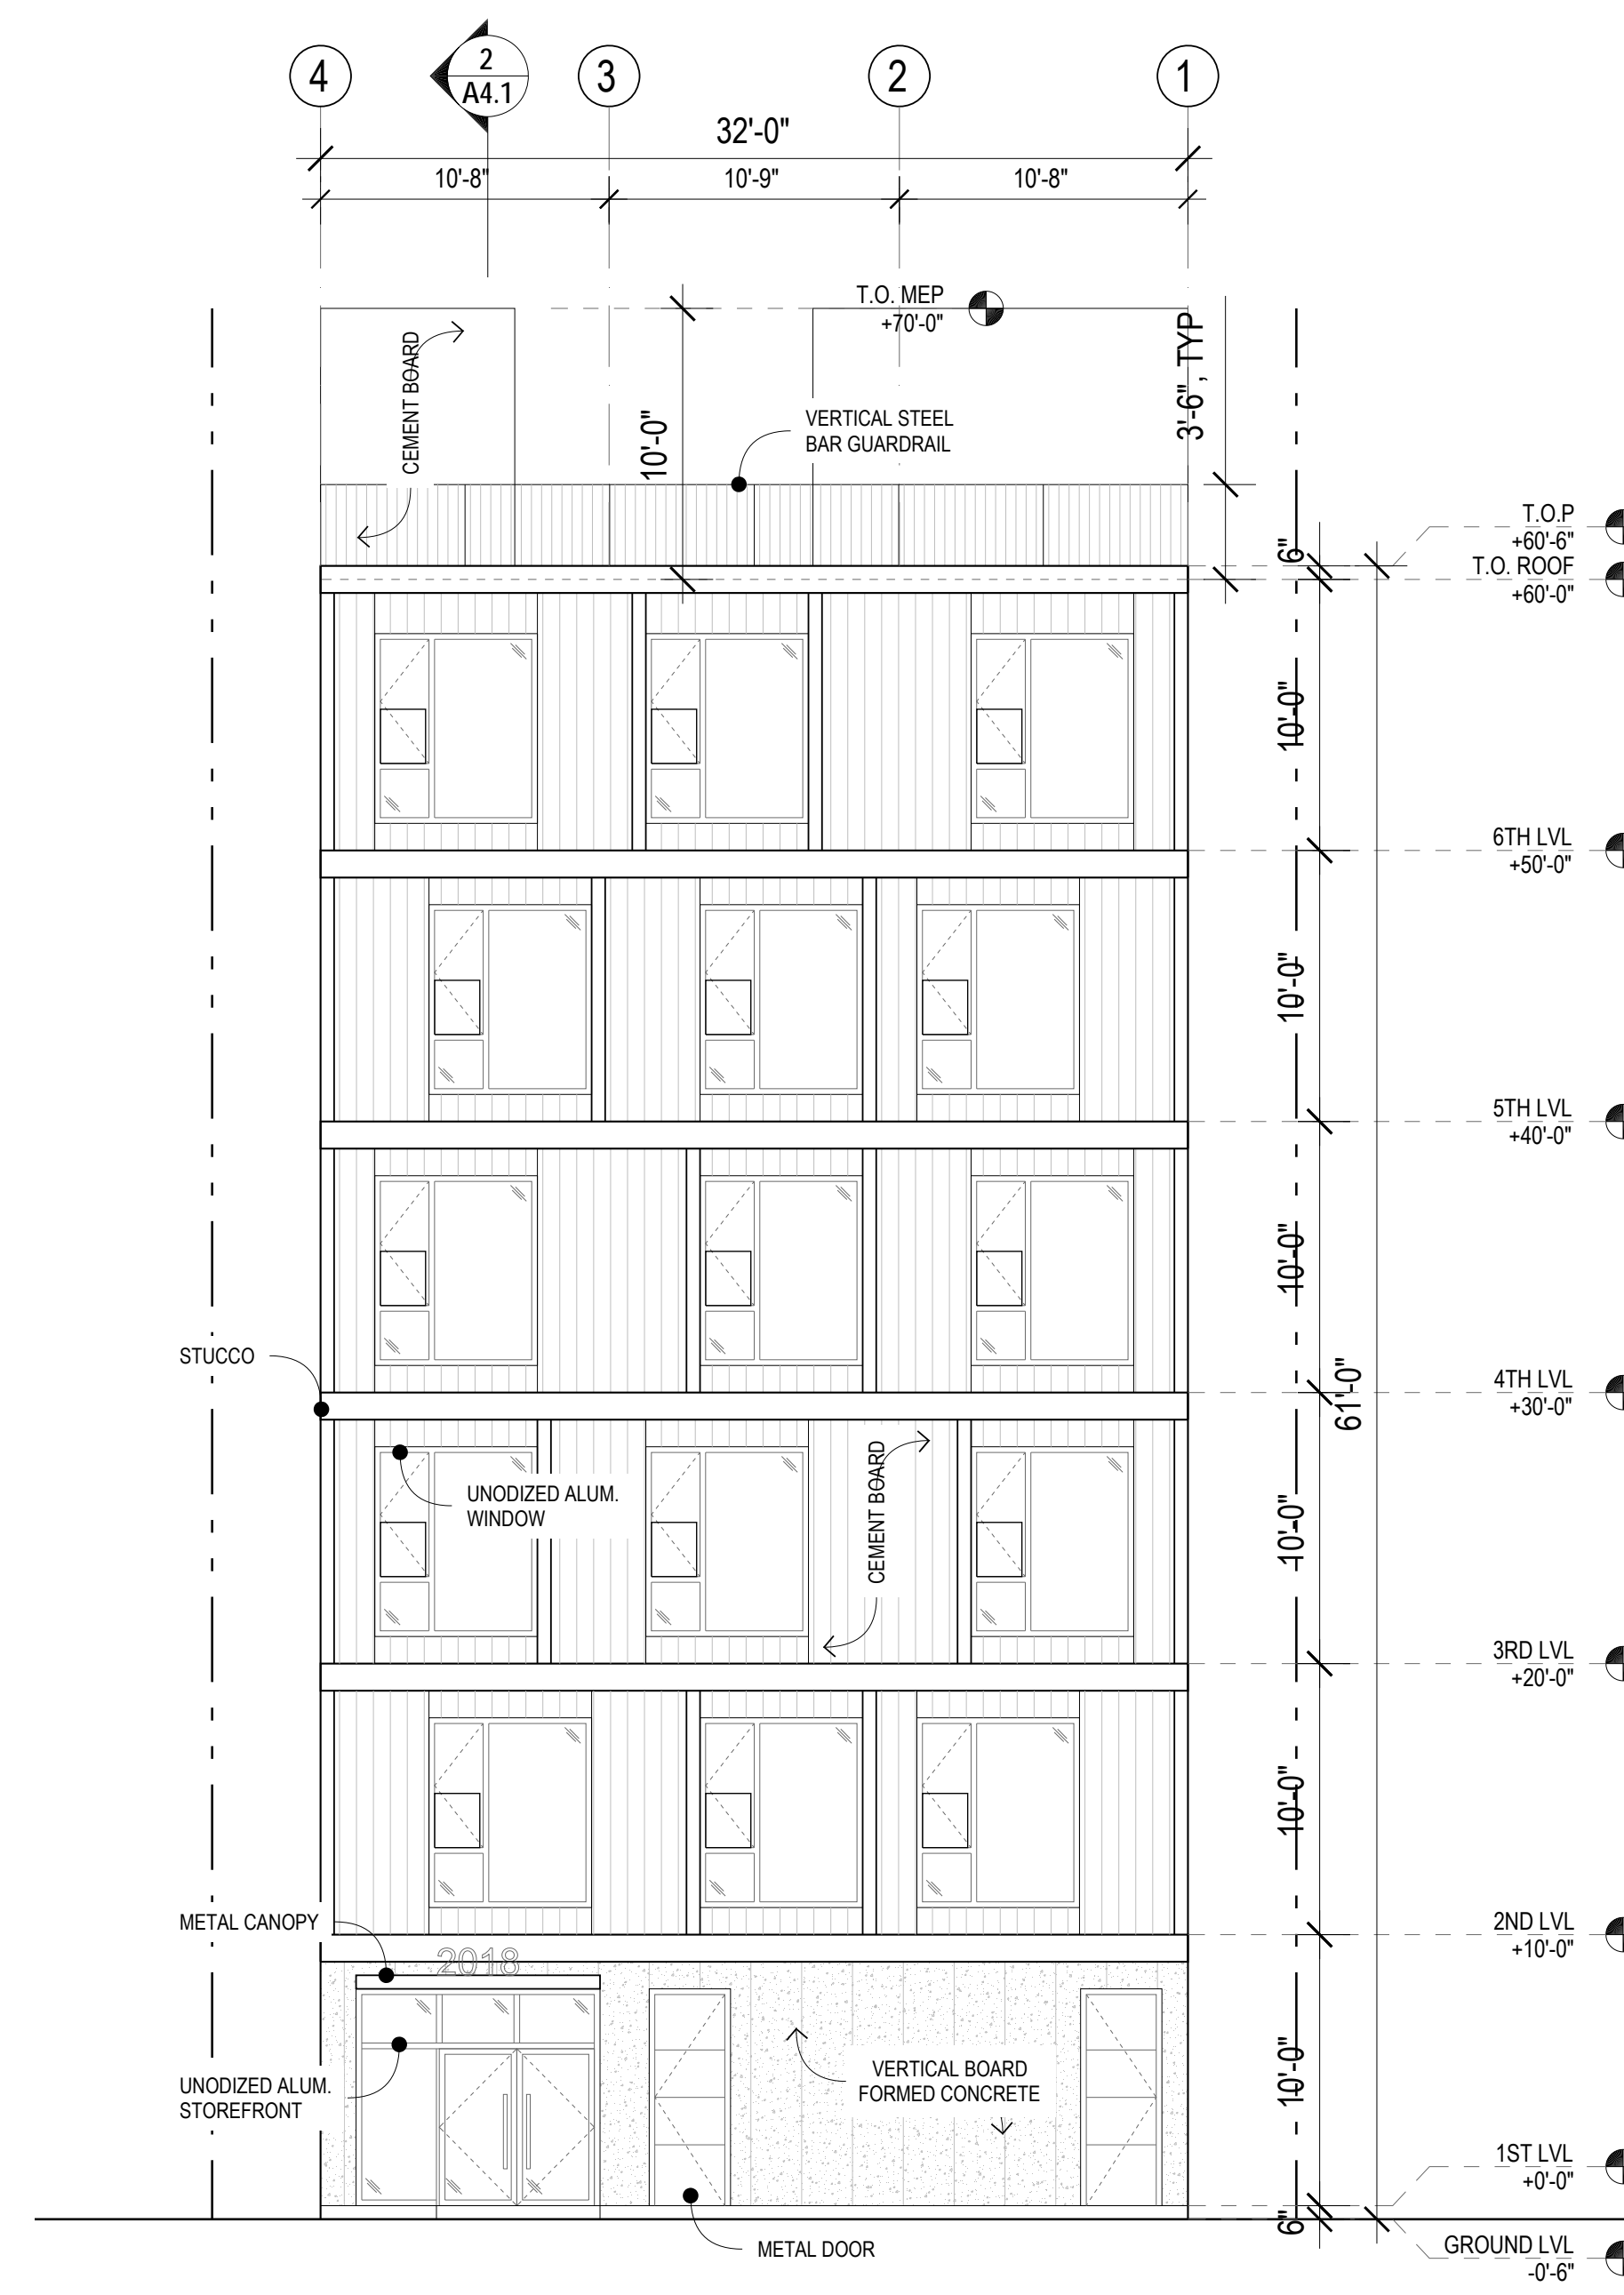 4
2
A4.1
3
2
1
32'-0"
10'-8"
10'-9"
10'-8"
T.O. MEP
+70'-0"
CEMENT BOARD
10'-0"
VERTICAL STEEL
BAR GUARDRAIL
3'-6", TYP
6"
T.O.P
+60'-6"
T.O. ROOF
+60'-0"
10'-0"
6TH LVL
+50'-0"
10'-0"
5TH LVL
+40'-0"
10'-0"
STUCCO
61'-0"
4TH LVL
+30'-0"
UNODIZED ALUM.
WINDOW
CEMENT BOARD
10'-0"
3RD LVL
+20'-0"
10'-0"
METAL CANOPY
2ND LVL
+10'-0"
2018
UNODIZED ALUM.
STOREFRONT
VERTICAL BOARD
FORMED CONCRETE
10'-0"
1ST LVL
+0'-0"
6"
METAL DOOR
GROUND LVL
-0'-6"